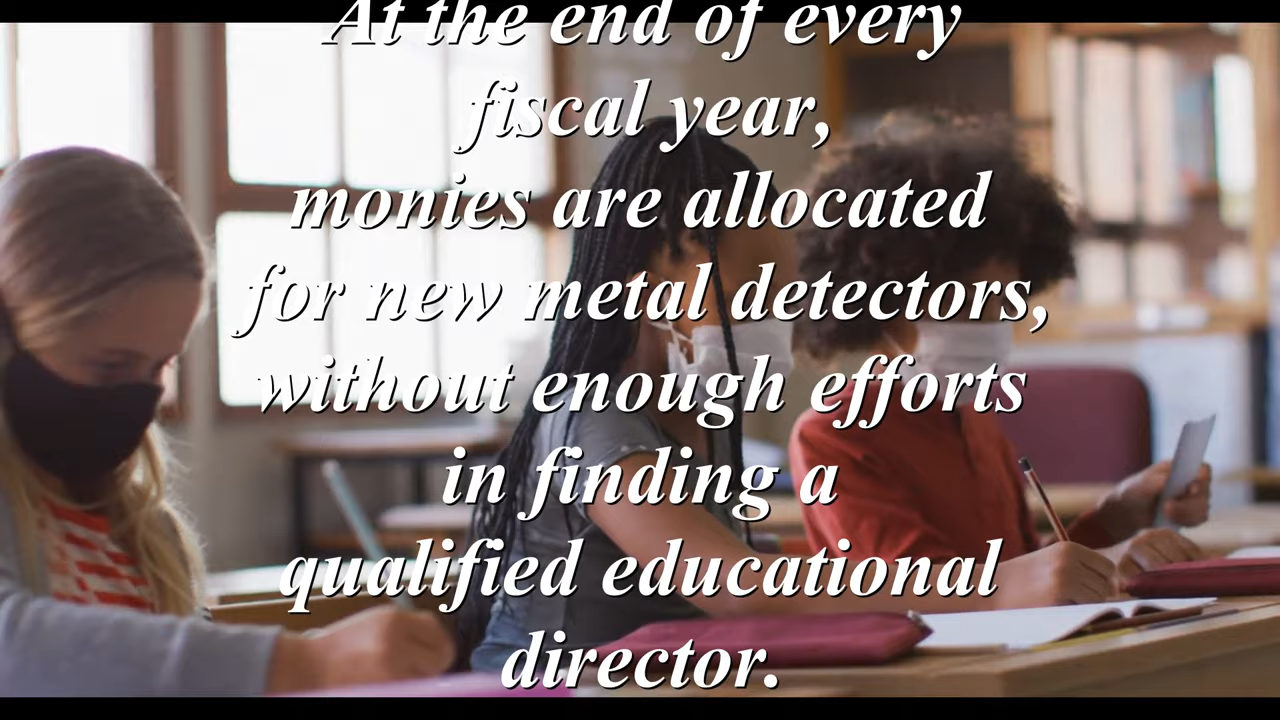 At the end of every
fiscal year,
monies are allocated
for new metal detectors,
without enough efforts
in finding a
qualified educational
director.